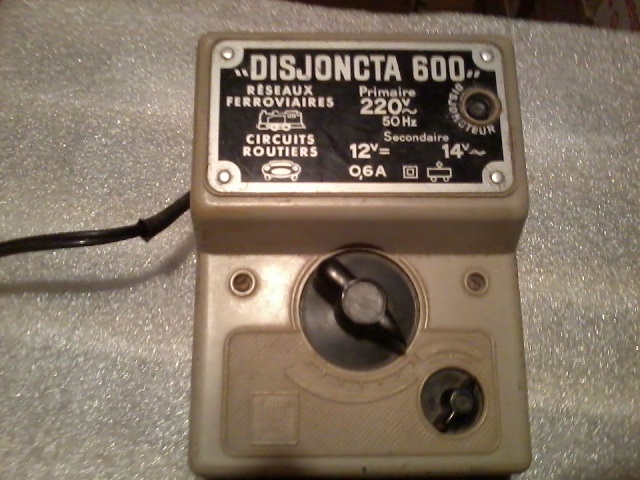 "DISJONCTA 600"
RÉSEAUX
FERROVIAIRES
CIRCUITS
ROUTIERS
Primaire
220V~
50 Hz
Secondaire
12V= 14V~
0,6A
DISJONCTEUR